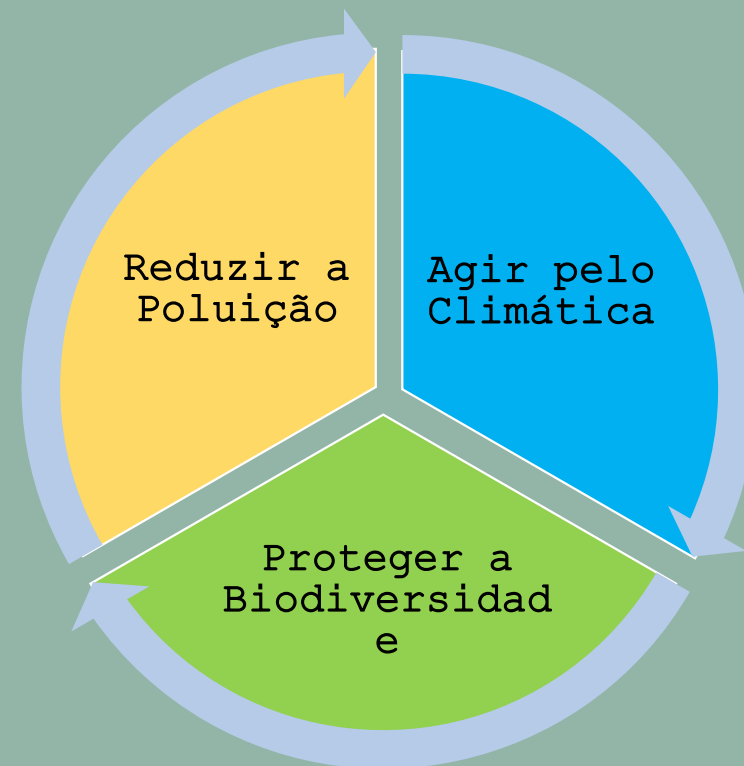 Reduzir a
Poluição
Agir pelo
Climática
Proteger a
Biodiversidad
e